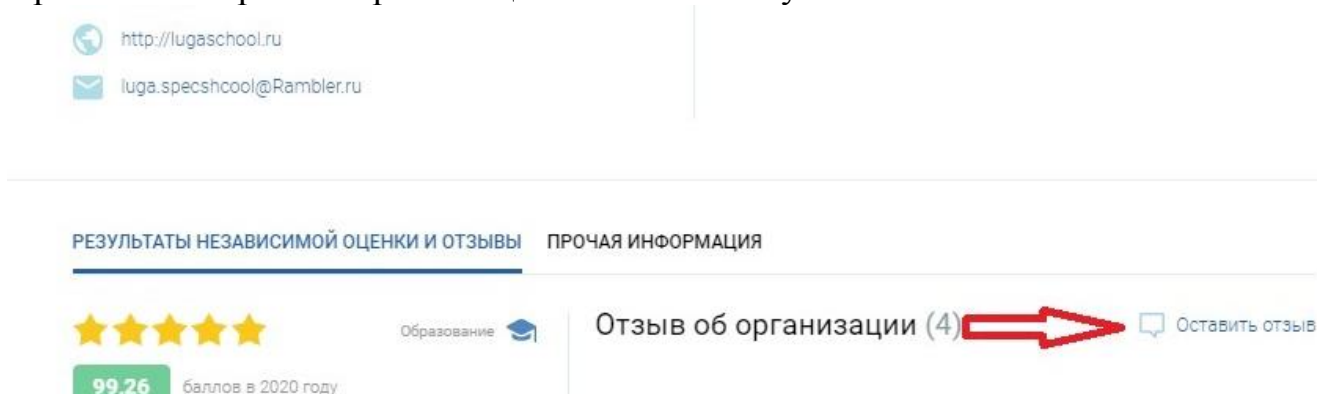 http://lugaschool.ru
luga.specshcool@Rambler.ru
РЕЗУЛЬТАТЫ НЕЗАВИСИМОЙ ОЦЕНКИ И ОТЗЫВЫ ПРОЧАЯ ИНФОРМАЦИЯ
Образование
Отзыв об организации (4)
Оставить отзыв
99.26 баллов в 2020 году